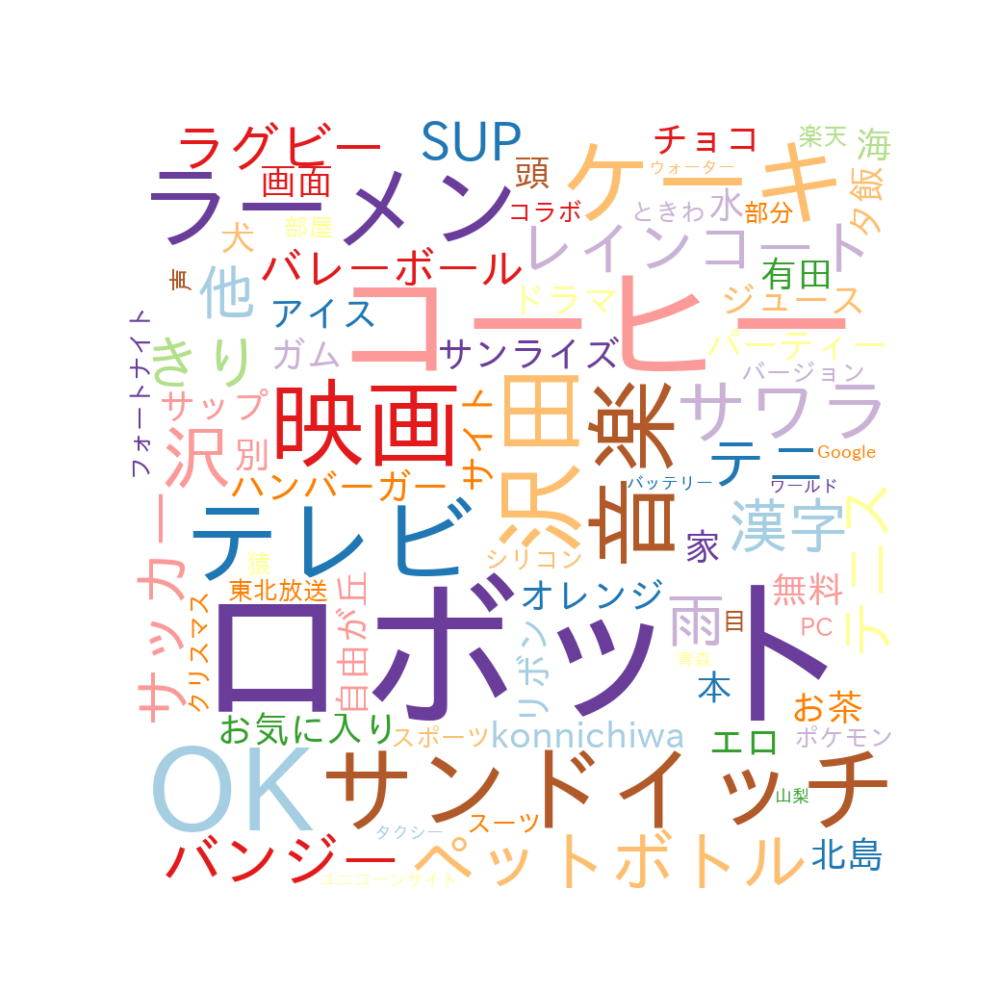 ラグビー
SUP
チョコ
楽天
海
ラーメン
画面
頭
ケーキ
ウォーター
夕飯
コラボ
ときわ
水
部分
犬
部屋
レインコート
声
他
バレーボール
有田
アイス
コーヒー
ドラマ
ジュース
フォートナイト
きり
ガム
サンライズ
パーティー
バージョン
サップ
映画
サイト
沢田
音楽
サワラ
沢
別
テニ
Google
ハンバーガー
バッテリー
ワールド
テレビ
漢字
テニス
サッカー
猿
シリコン
家
東北放送
クリスマス
自由が丘
オレンジ
雨
目
無料
PC
ロボット
リボン
青森
本
お茶
お気に入り
スポーツ
konnichiwa
エロ
ポケモン
OK
サンドイッチ
山梨
タクシー
スーツ
バンジー
ペットボトル
北島
ユニコーンサイト